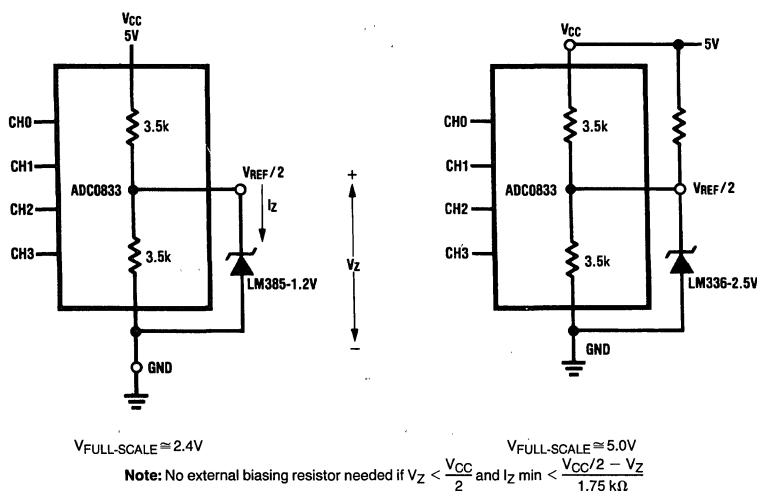 VCC
5V
CH0
CH1
CH2
CH3
3.5k
ADC0833
3.5k
VREF/2
IZ
LM385-1.2V
GND
+
VZ
−
VCC
5V
CH0
CH1
CH2
CH3
3.5k
ADC0833
3.5k
VREF/2
LM336-2.5V
GND
VFULL-SCALE≅2.4V
VFULL-SCALE≅5.0V
Note: No external biasing resistor needed if VZ < VCC/2 and IZ min < VCC/2 − VZ/1.75 kΩ